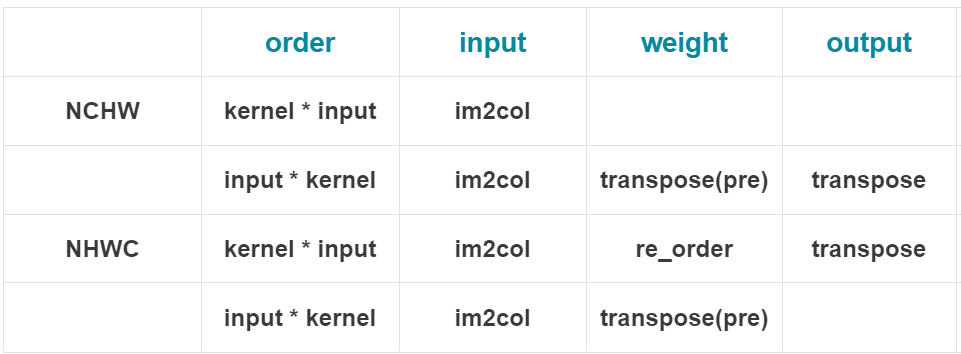 order input weight output
NCHW kernel * input im2col
input * kernel im2col transpose(pre) transpose
NHWC kernel * input im2col re_order transpose
input * kernel im2col transpose(pre)